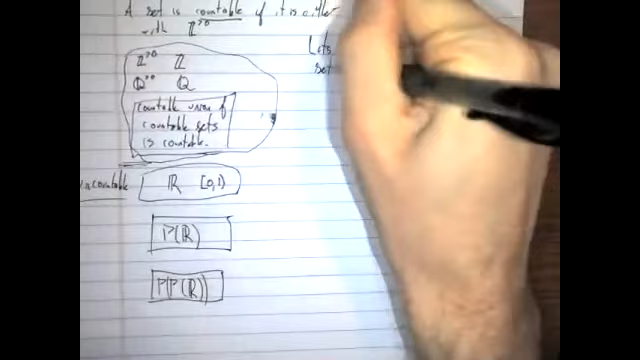 A set is countable if it is either
with ℤ^>0
ℤ^>0 ℤ
ℚ^>0 ℚ
countable union of
countable sets
is countable.
uncountable ℝ [0,1)
P(ℝ)
P(P(ℝ))
Lets
set